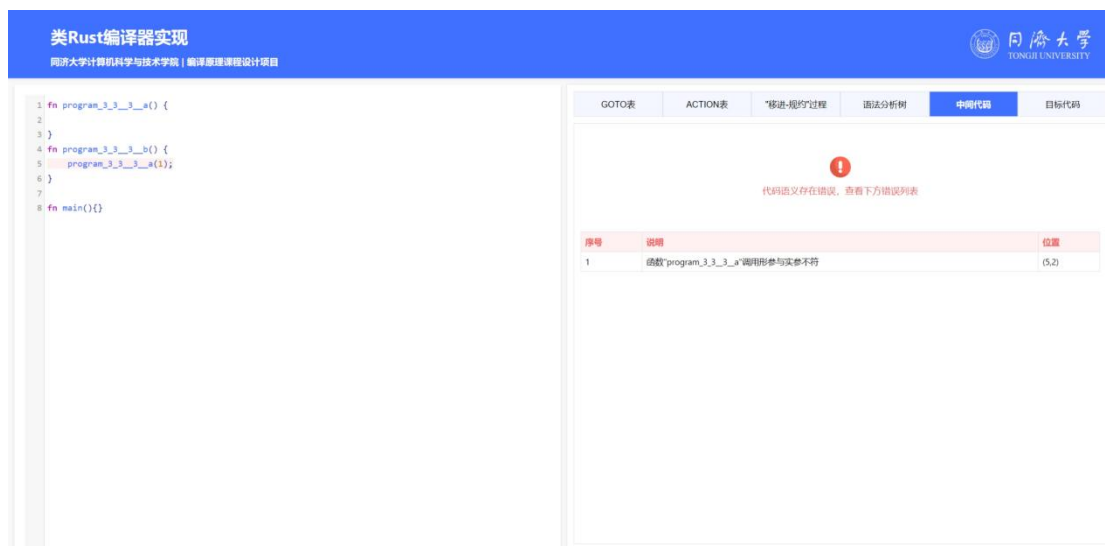 类Rust编译器实现
同济大学计算机科学与技术学院 | 编译原理课程设计项目
同濟大学
TONGJI UNIVERSITY
1 fn program_3_3__3__a() {
2
3 }
4 fn program_3_3__3__b() {
5 program_3_3__3__a(1);
6 }
7
8 fn main(){}
GOTO表 ACTION表 "移进-规约"过程 语法分析树 中间代码 目标代码
代码语义存在错误，查看下方错误列表
序号 说明 位置
1 函数"program_3_3__3__a"调用形参与实参不符 (5,2)